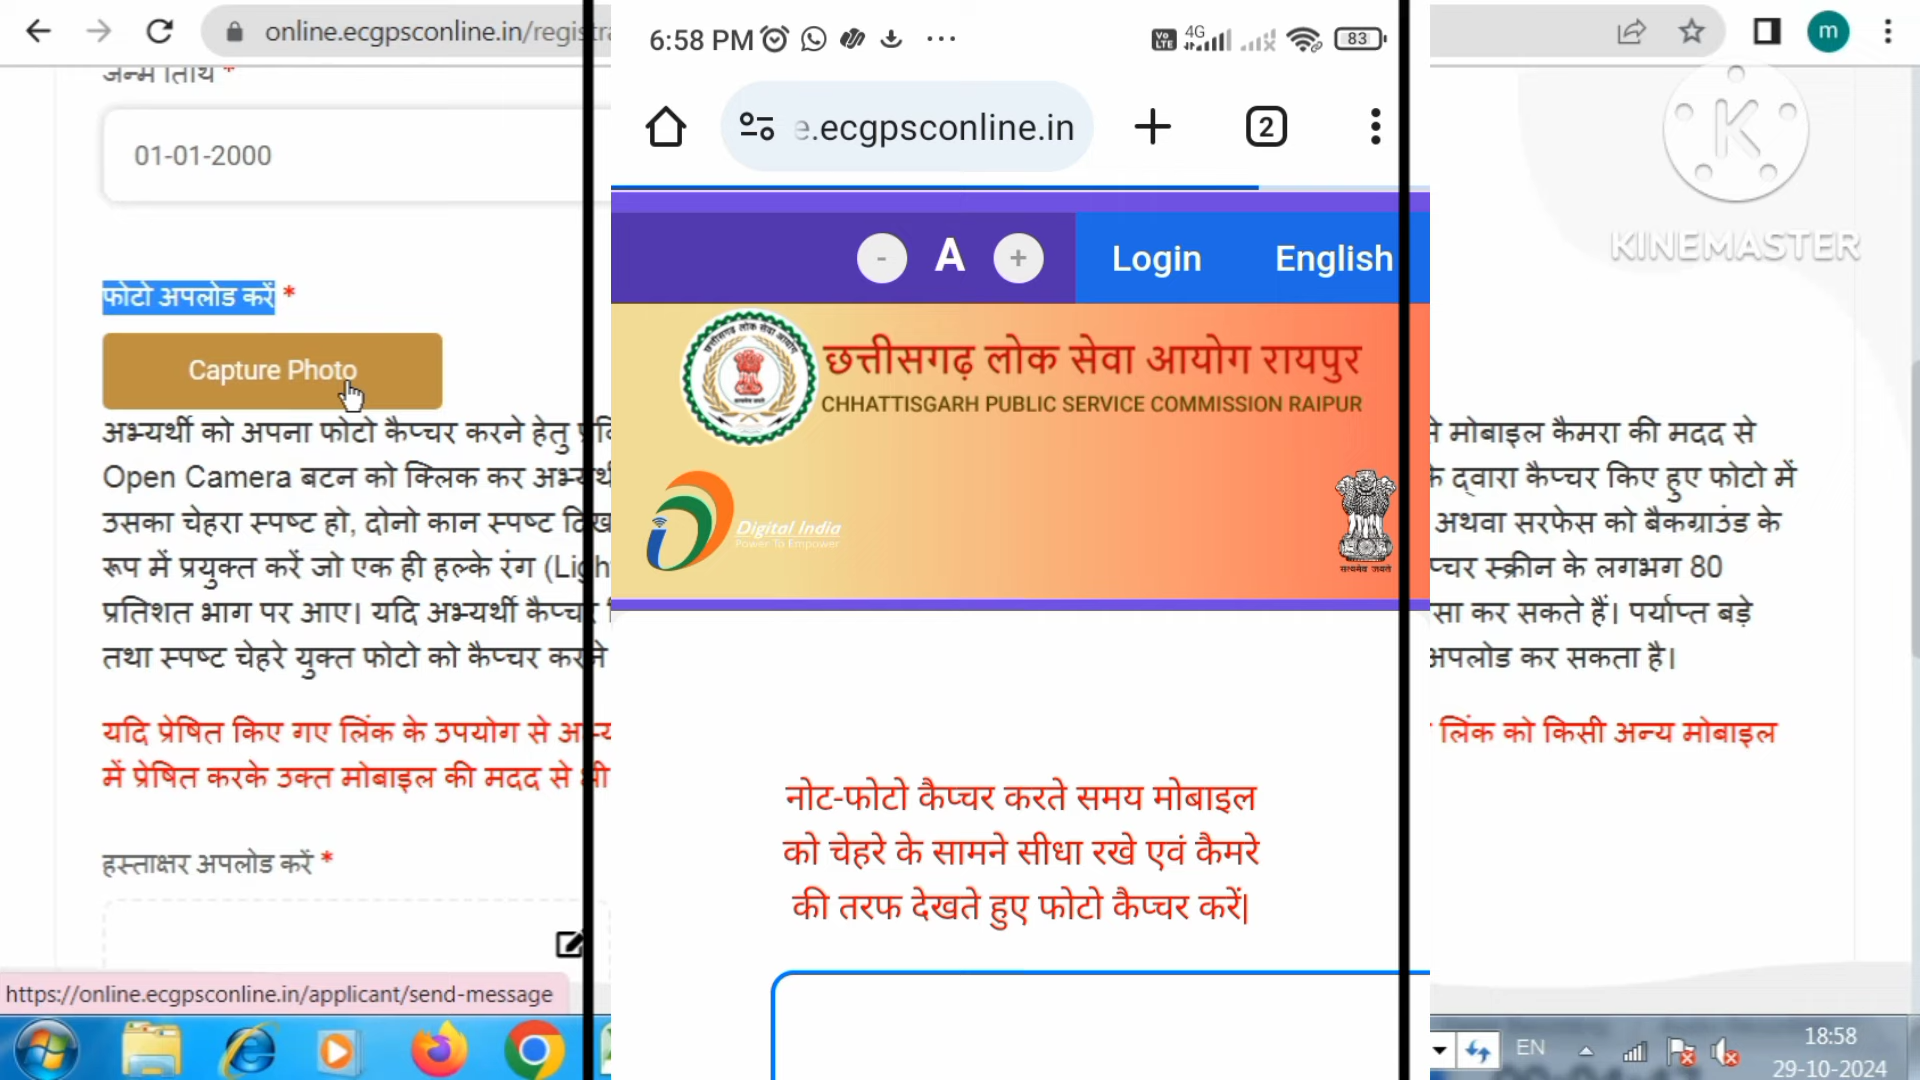 online.ecgpsconline.in/registra
m
जन्म तिथि *
01-01-2000
फोटो अपलोड करें *
Capture Photo
अभ्यर्थी को अपना फोटो कैप्चर करने हेतु
Open Camera बटन को क्लिक कर
उसका चेहरा स्पष्ट हो, दोनो कान स्पष्ट
रूप में प्रयुक्त करें जो एक ही हल्के रंग
प्रतिशत भाग पर आए। यदि अभ्यर्थी कैप्चर
तथा स्पष्ट चेहरे युक्त फोटो को कैप्चर करने
यदि प्रेषित किए गए लिंक के उपयोग से
में प्रेषित करके उक्त मोबाइल की मदद से भी
हस्ताक्षर अपलोड करें *
https://online.ecgpsconline.in/applicant/send-message
6:58 PM
Vo LTE 4G 83
e.ecgpsconline.in
2
- A + Login English
छत्तीसगढ़ लोक सेवा आयोग रायपुर
CHHATTISGARH PUBLIC SERVICE COMMISSION RAIPUR
Digital India
Power To Empower
सत्यमेव जयते
नोट-फोटो कैप्चर करते समय मोबाइल
को चेहरे के सामने सीधा रखे एवं कैमरे
की तरफ देखते हुए फोटो कैप्चर करें|
K
KINEMASTER
से मोबाइल कैमरा की मदद से
के द्वारा कैप्चर किए हुए फोटो में
अथवा सरफेस को बैकग्राउंड के
प्चर स्क्रीन के लगभग 80
सा कर सकते हैं। पर्याप्त बड़े
अपलोड कर सकता है।
लिंक को किसी अन्य मोबाइल
EN
18:58
29-10-2024